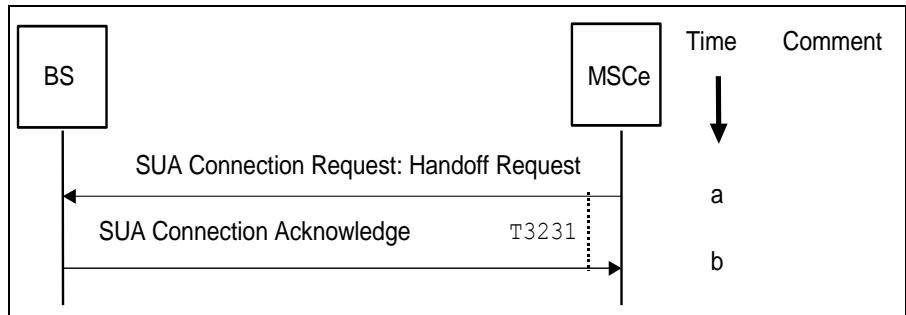 Time Comment
BS MSCe
SUA Connection Request: Handoff Request
a
SUA Connection Acknowledge T3231
b